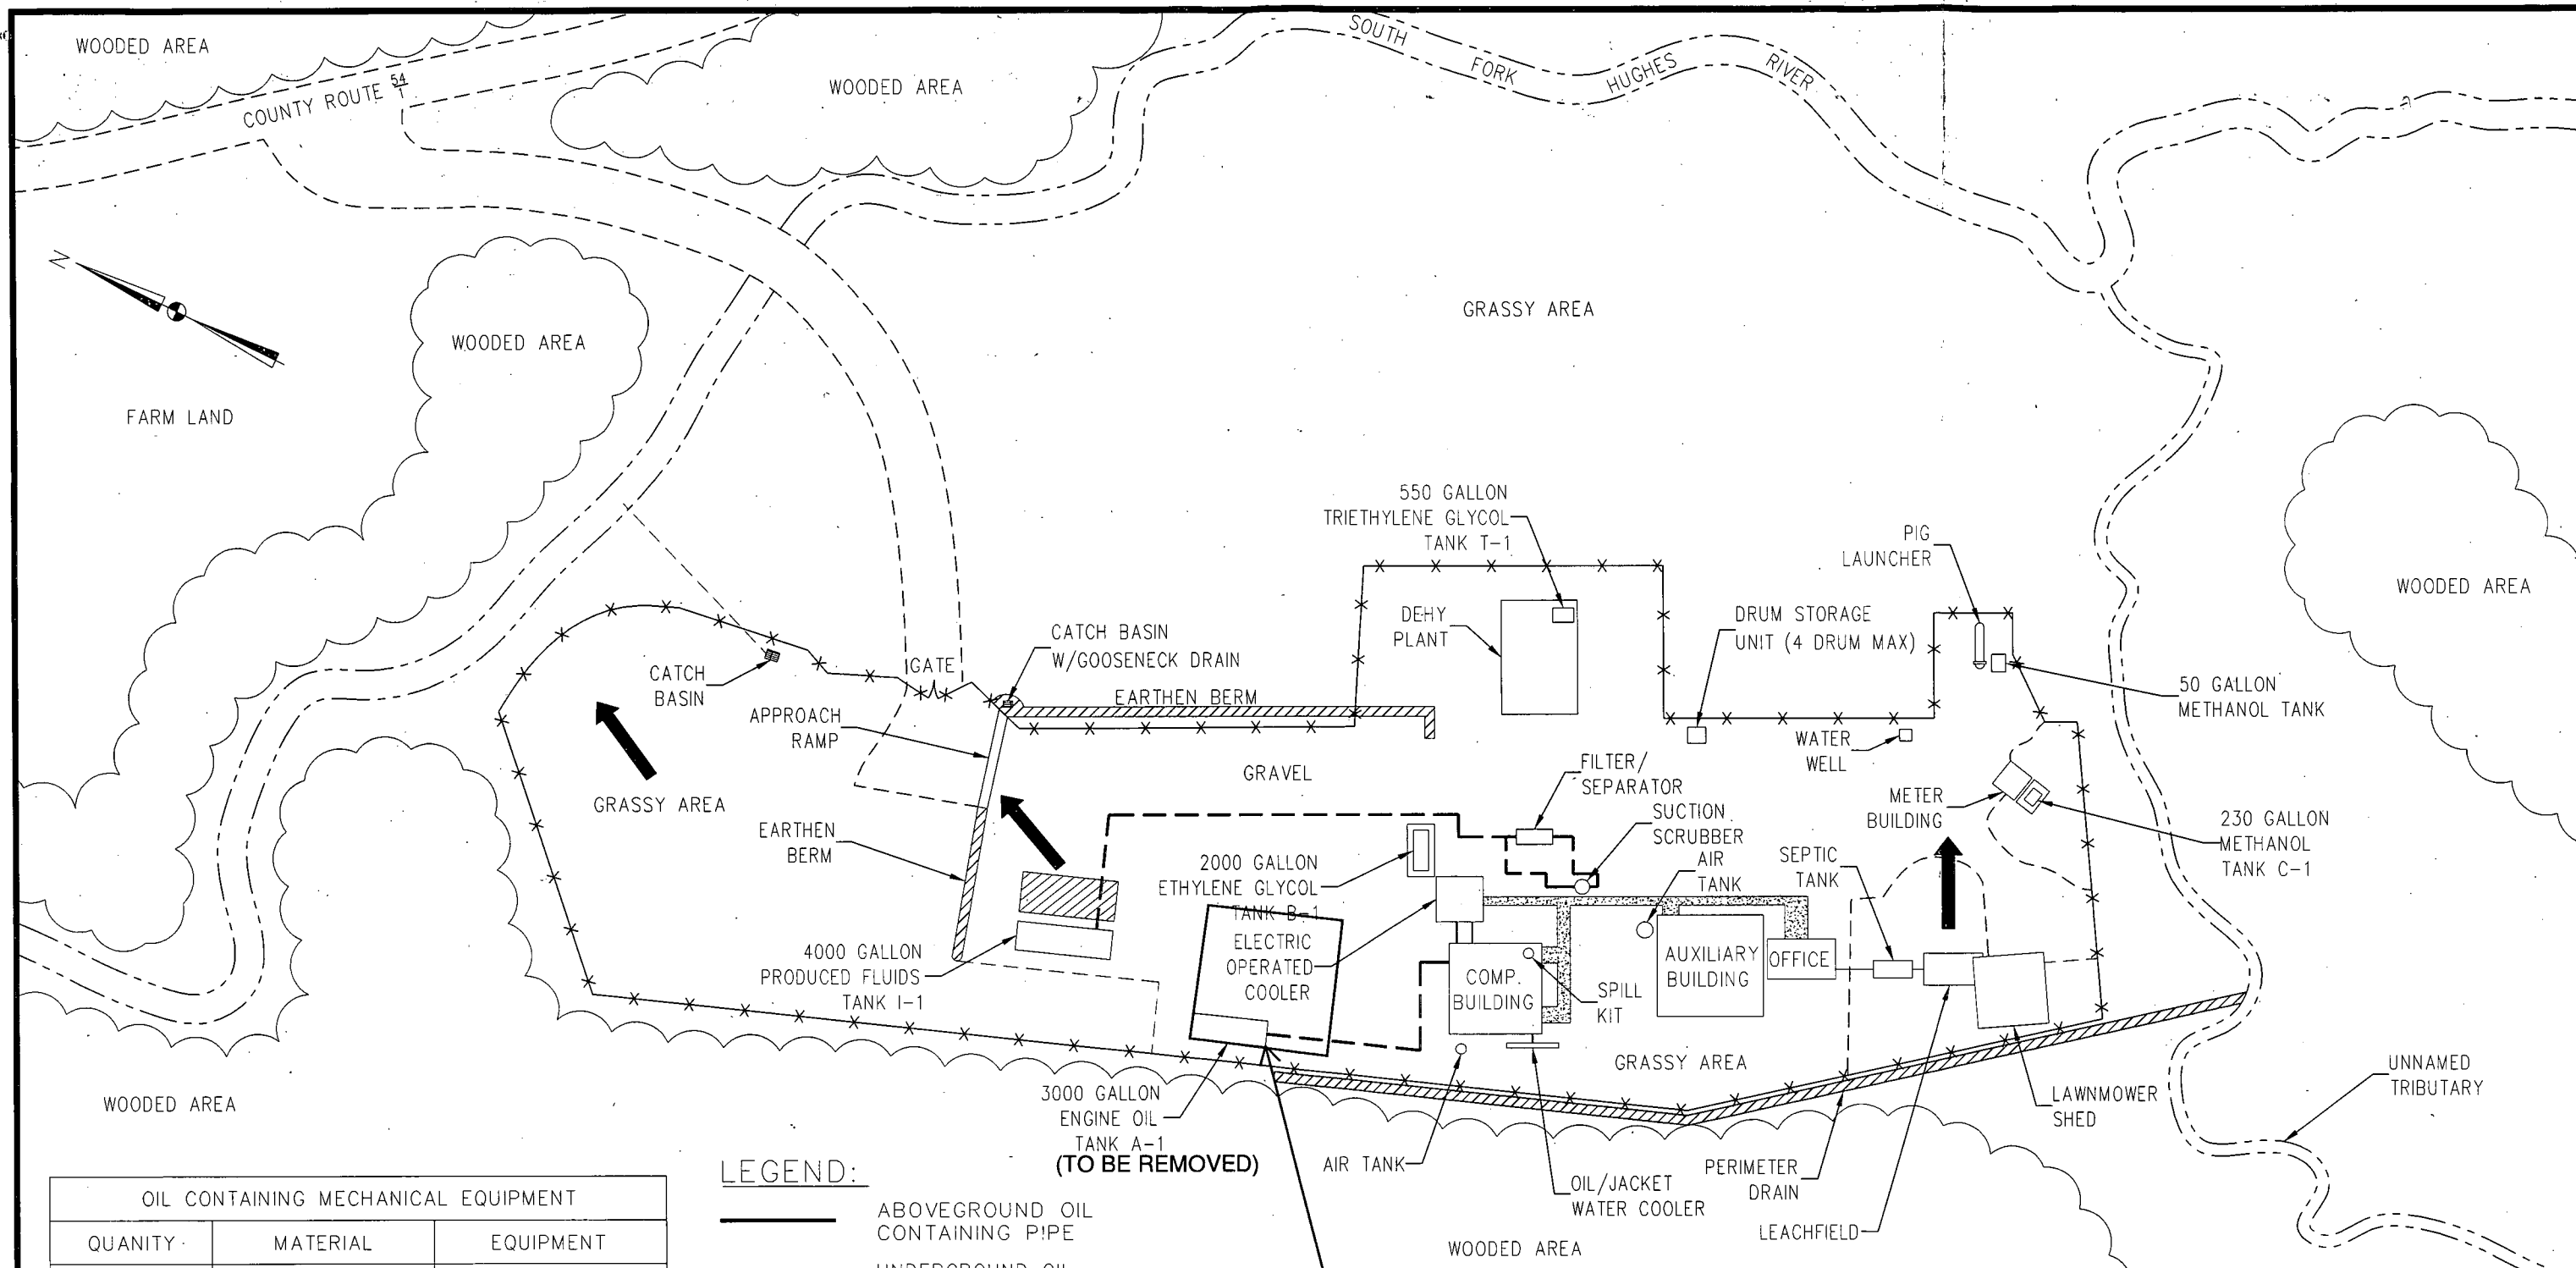 WOODED AREA
COUNTY ROUTE 54/1
WOODED AREA
SOUTH FORK HUGHES RIVER
N
WOODED AREA
GRASSY AREA
FARM LAND
WOODED AREA
550 GALLON
TRIETHYLENE GLYCOL
TANK T-1
PIG
LAUNCHER
DEHY
PLANT
DRUM STORAGE
UNIT (4 DRUM MAX)
CATCH BASIN
W/GOOSENECK DRAIN
GATE
CATCH
BASIN
EARTHEN BERM
50 GALLON
METHANOL TANK
APPROACH
RAMP
WATER
WELL
GRAVEL
FILTER/
SEPARATOR
GRASSY AREA
METER
BUILDING
SUCTION
SCRUBBER
230 GALLON
METHANOL
TANK C-1
EARTHEN
BERM
2000 GALLON
ETHYLENE GLYCOL
TANK B-1
AIR
TANK
SEPTIC
TANK
4000 GALLON
PRODUCED FLUIDS
TANK I-1
ELECTRIC
OPERATED
COOLER
COMP.
BUILDING
AUXILIARY
BUILDING
OFFICE
SPILL
KIT
GRASSY AREA
WOODED AREA
3000 GALLON
ENGINE OIL
TANK A-1
(TO BE REMOVED)
LAWNMOWER
SHED
UNNAMED
TRIBUTARY
AIR TANK
OIL/JACKET
WATER COOLER
PERIMETER
DRAIN
LEACHFIELD
WOODED AREA
OIL CONTAINING MECHANICAL EQUIPMENT
QUANITY MATERIAL EQUIPMENT
LEGEND:
ABOVEGROUND OIL
CONTAINING PIPE
UNDERGROUND OIL